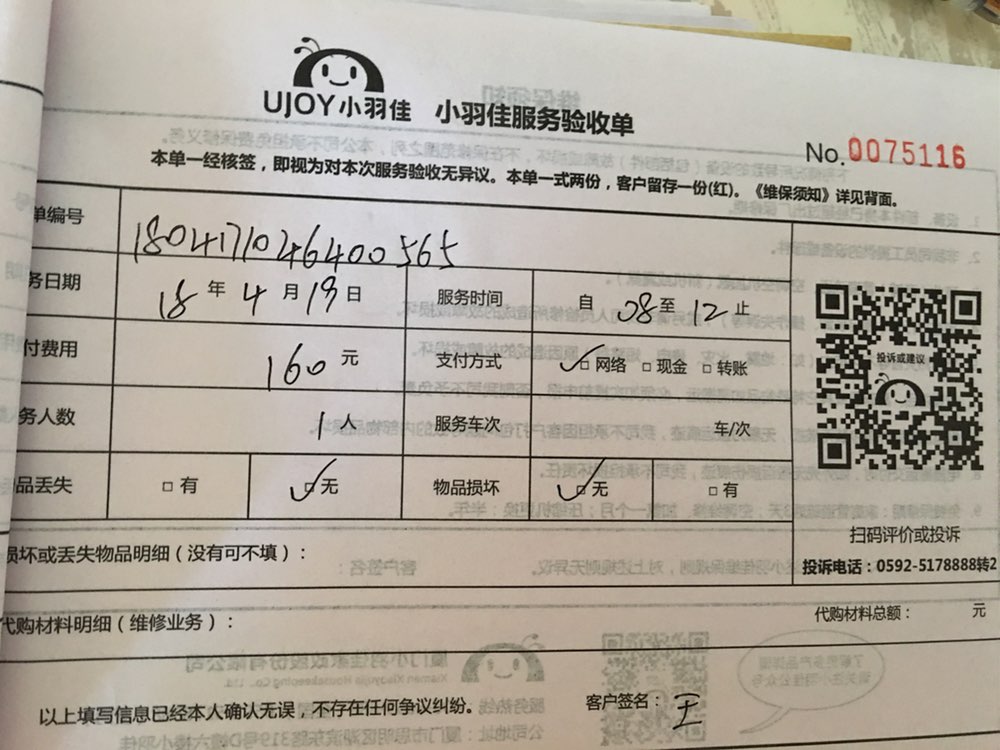 UJOY小羽佳 小羽佳服务验收单
No.0075116
本单一经核签，即视为对本次服务验收无异议。本单一式两份，客户留存一份(红)。《维保须知》详见背面。
单编号 1804171046400565
务日期 18 年 4 月 19 日 服务时间 自 08 至 12 止
付费用 160 元 支付方式 ✓□网络 □现金 □转账
务人数 1 人 服务车次 车/次
品丢失 □有 ✓□无 物品损坏 ✓□无 □有
投诉或建议
扫码评价或投诉
投诉电话：0592-5178888转2
损坏或丢失物品明细（没有可不填）：
代购材料明细（维修业务）： 代购材料总额： 元
以上填写信息已经本人确认无误，不存在任何争议纠纷。 客户签名：王